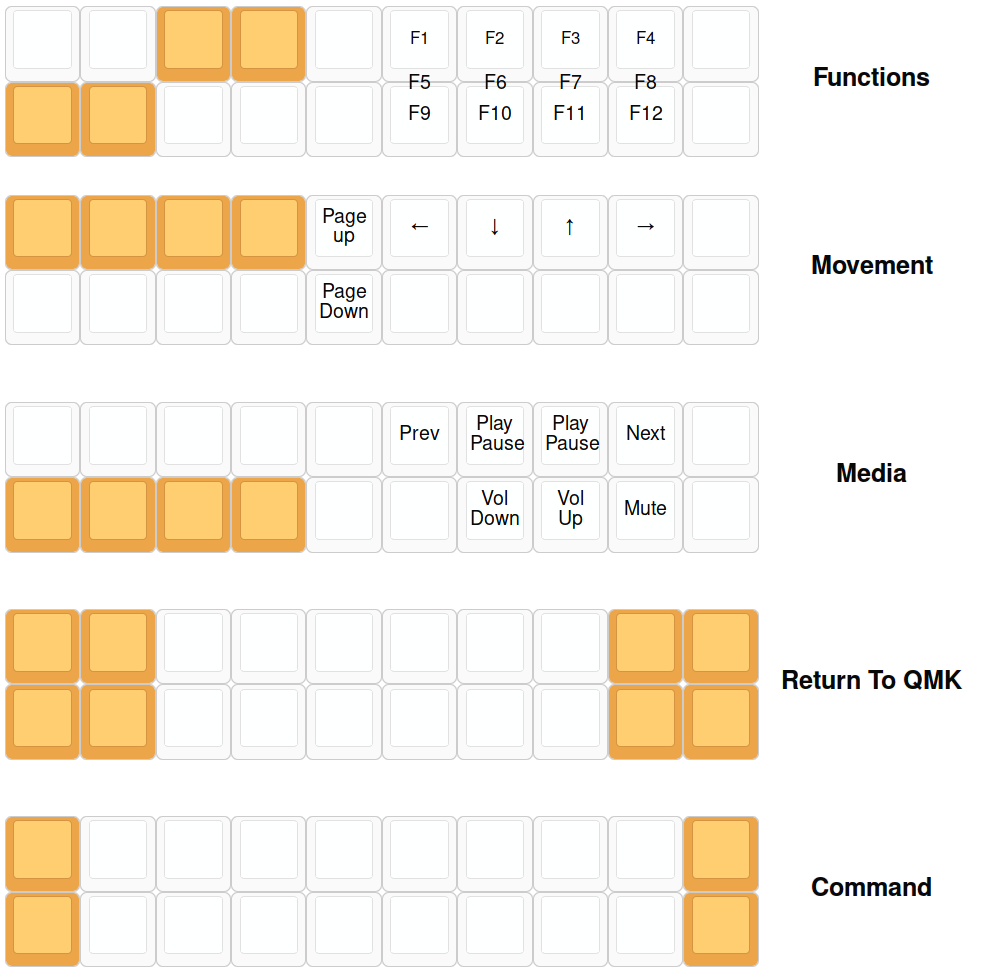 F1 F2 F3 F4
F5 F6 F7 F8
Functions
F9 F10 F11 F12
Page
up
← ↓ ↑ →
Movement
Page
Down
Prev
Play
Pause
Play
Pause
Next
Media
Vol
Down
Vol
Up
Mute
Return To QMK
Command